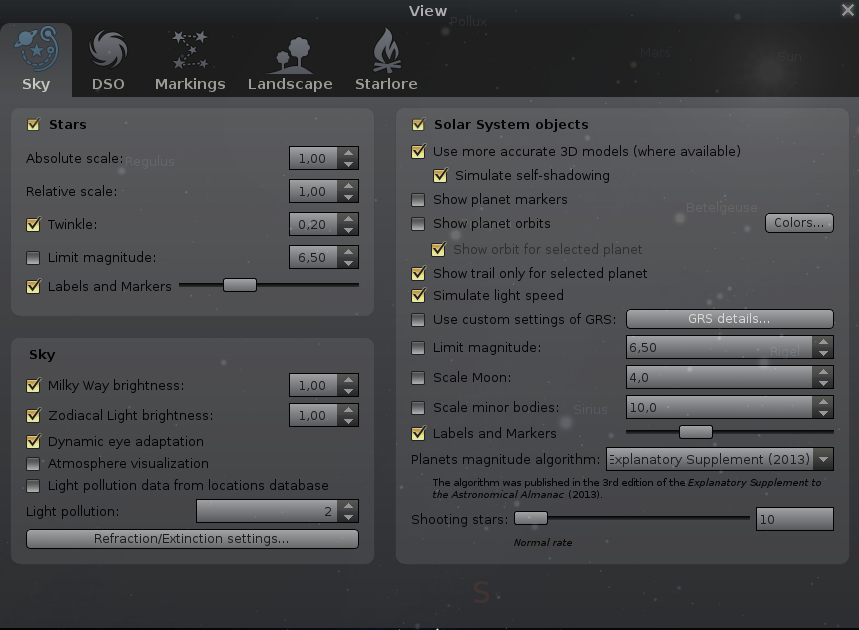 View
Pollux
Mars
Sun
Sky
DSO
Markings
Landscape
Starlore
Stars
Absolute scale:
1,00
Regulus
Relative scale:
1,00
Twinkle:
0,20
Limit magnitude:
6,50
Labels and Markers
Sky
Milky Way brightness:
1,00
Zodiacal Light brightness:
1,00
Dynamic eye adaptation
Atmosphere visualization
Light pollution data from locations database
Light pollution:
2
Refraction/Extinction settings...
Solar System objects
Use more accurate 3D models (where available)
Simulate self-shadowing
Show planet markers
Betelgeuse
Show planet orbits
Colors...
Show orbit for selected planet
Show trail only for selected planet
Simulate light speed
Use custom settings of GRS:
GRS details...
Limit magnitude:
6,50
Rigel
Scale Moon:
4,0
Scale minor bodies:
10,0
Sirius
Labels and Markers
Planets magnitude algorithm:
Explanatory Supplement (2013)
The algorithm was published in the 3rd edition of the Explanatory Supplement to
the Astronomical Almanac (2013).
Shooting stars:
10
Normal rate
S